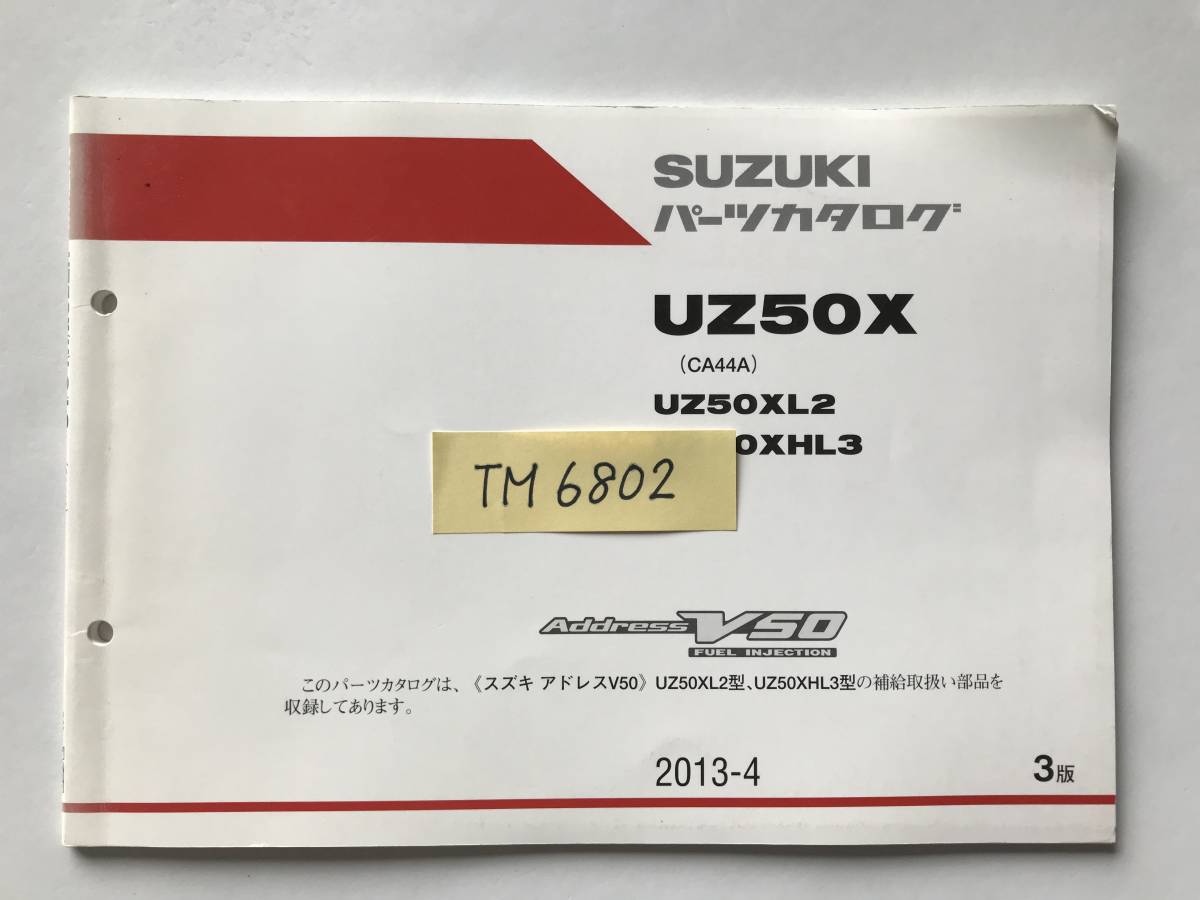 SUZUKI
パーツカタログ
UZ50X
(CA44A)
UZ50XL2
0XHL3
TM 6802
Address V50
FUEL INJECTION
このパーツカタログは、《スズキ アドレスV50》UZ50XL2型、UZ50XHL3型の補給取扱い部品を
収録してあります。
2013-4 3版